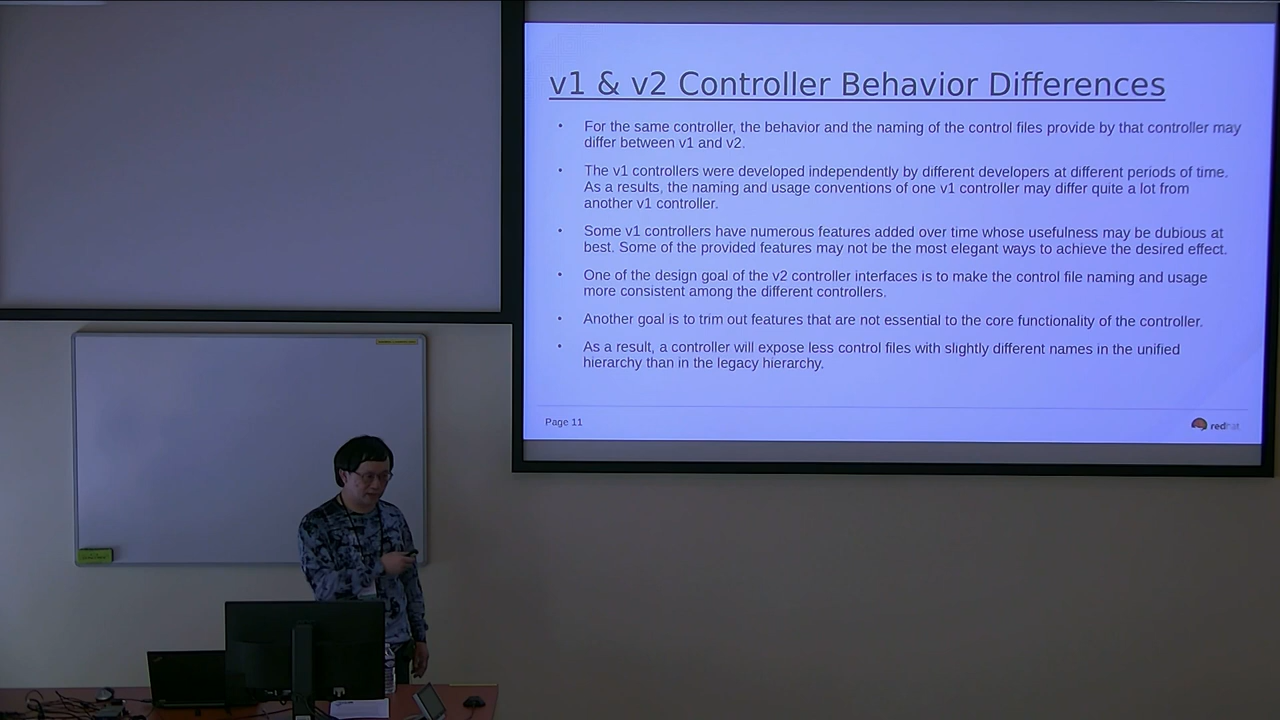 v1 & v2 Controller Behavior Differences
• For the same controller, the behavior and the naming of the control files provide by that controller may
differ between v1 and v2.
• The v1 controllers were developed independently by different developers at different periods of time.
As a results, the naming and usage conventions of one v1 controller may differ quite a lot from
another v1 controller.
• Some v1 controllers have numerous features added over time whose usefulness may be dubious at
best. Some of the provided features may not be the most elegant ways to achieve the desired effect.
• One of the design goal of the v2 controller interfaces is to make the control file naming and usage
more consistent among the different controllers.
• Another goal is to trim out features that are not essential to the core functionality of the controller.
• As a result, a controller will expose less control files with slightly different names in the unified
hierarchy than in the legacy hierarchy.
Page 11
redhat